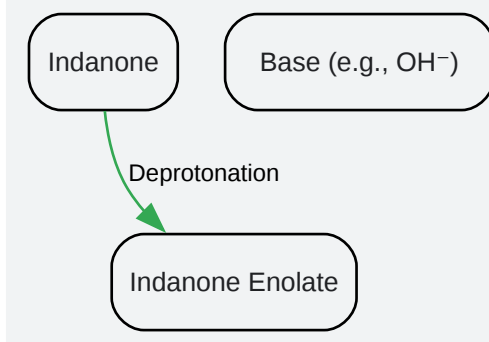 Indanone
Base (e.g., OH⁻)
Deprotonation
Indanone Enolate